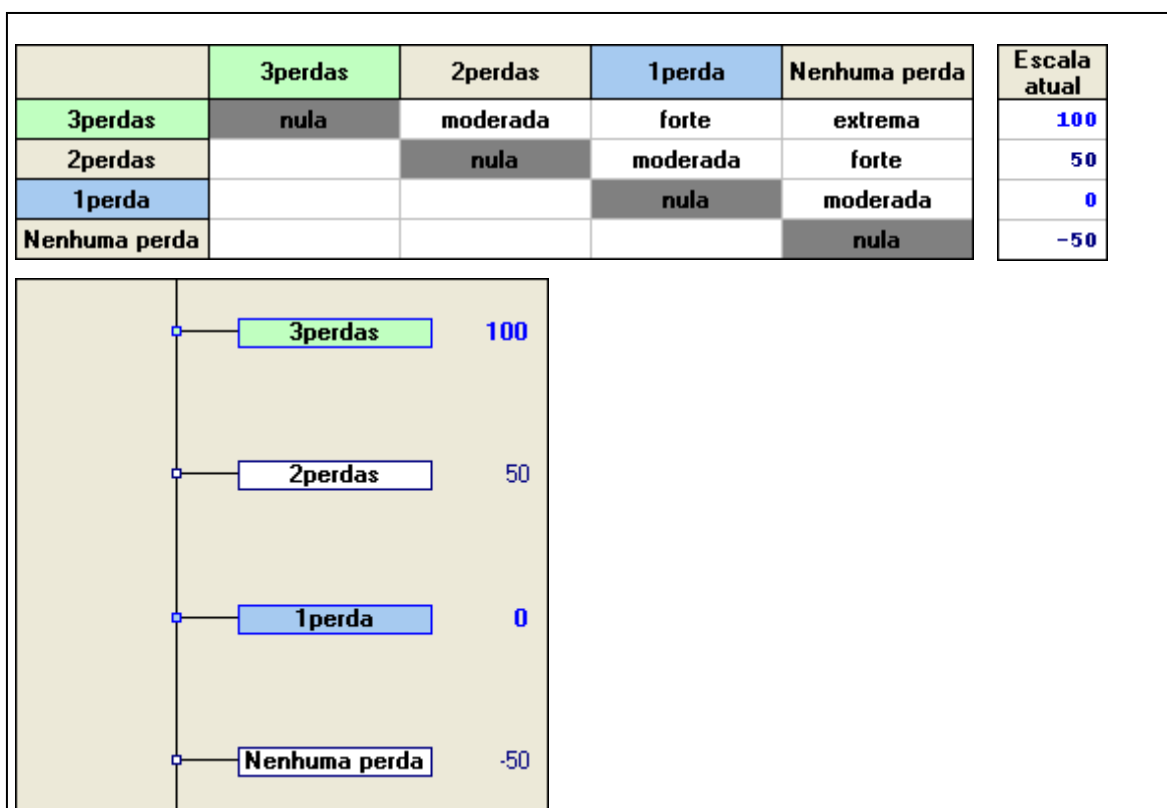 3perdas 2perdas 1perda Nenhuma perda Escala
atual
3perdas nula moderada forte extrema 100
2perdas nula moderada forte 50
1perda nula moderada 0
Nenhuma perda nula -50
3perdas 100
2perdas 50
1perda 0
Nenhuma perda -50